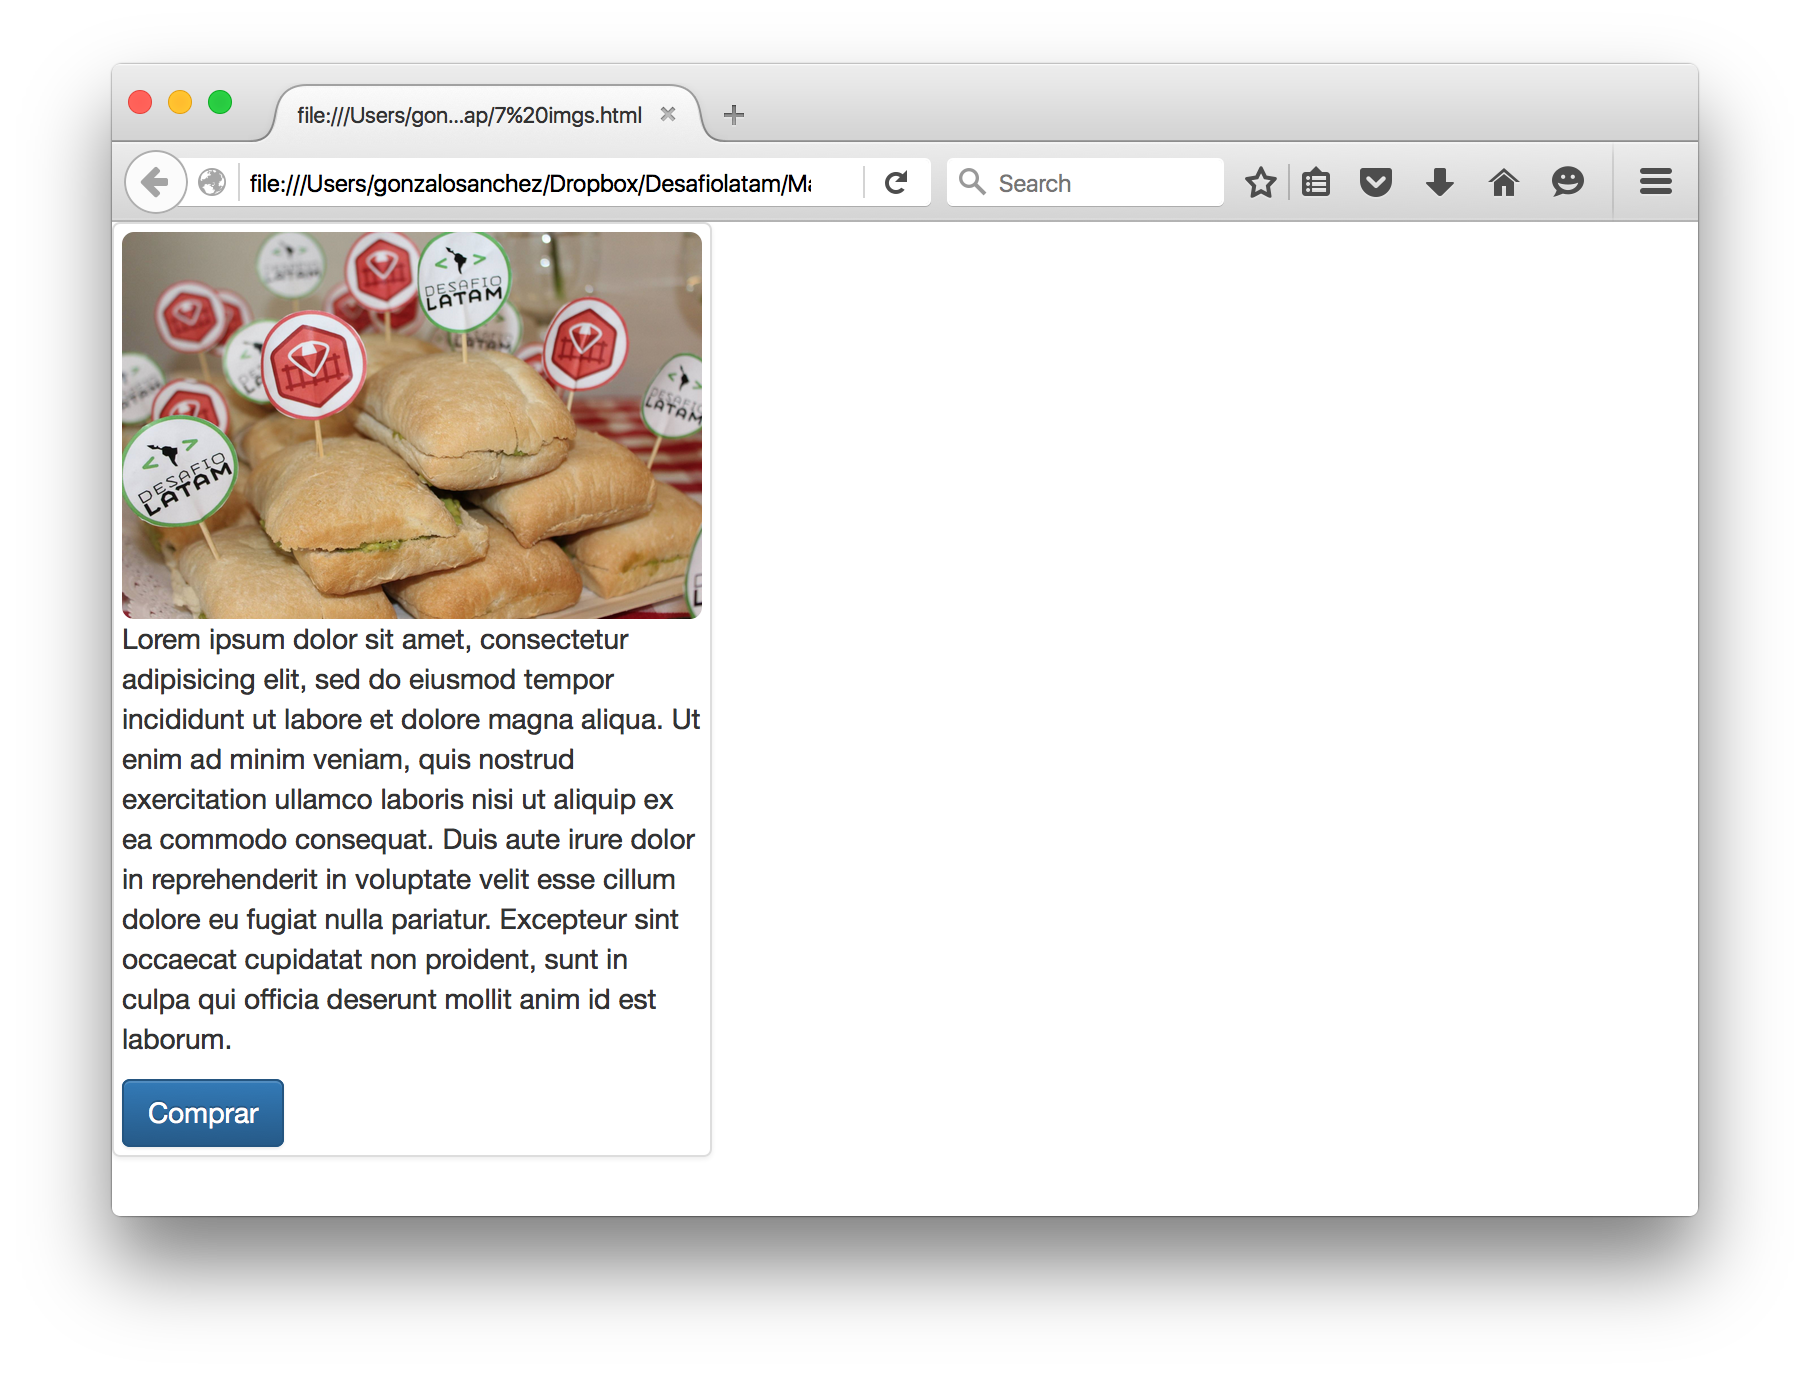 file:///Users/gon...ap/7%20imgs.html
file:///Users/gonzalosanchez/Dropbox/Desafiolatam/Ma
Search
DESAFIO
LATAM
DESAFIO
LATAM
LATAM
DESAFIO
LATAM
Lorem ipsum dolor sit amet, consectetur
adipisicing elit, sed do eiusmod tempor
incididunt ut labore et dolore magna aliqua. Ut
enim ad minim veniam, quis nostrud
exercitation ullamco laboris nisi ut aliquip ex
ea commodo consequat. Duis aute irure dolor
in reprehenderit in voluptate velit esse cillum
dolore eu fugiat nulla pariatur. Excepteur sint
occaecat cupidatat non proident, sunt in
culpa qui officia deserunt mollit anim id est
laborum.
Comprar